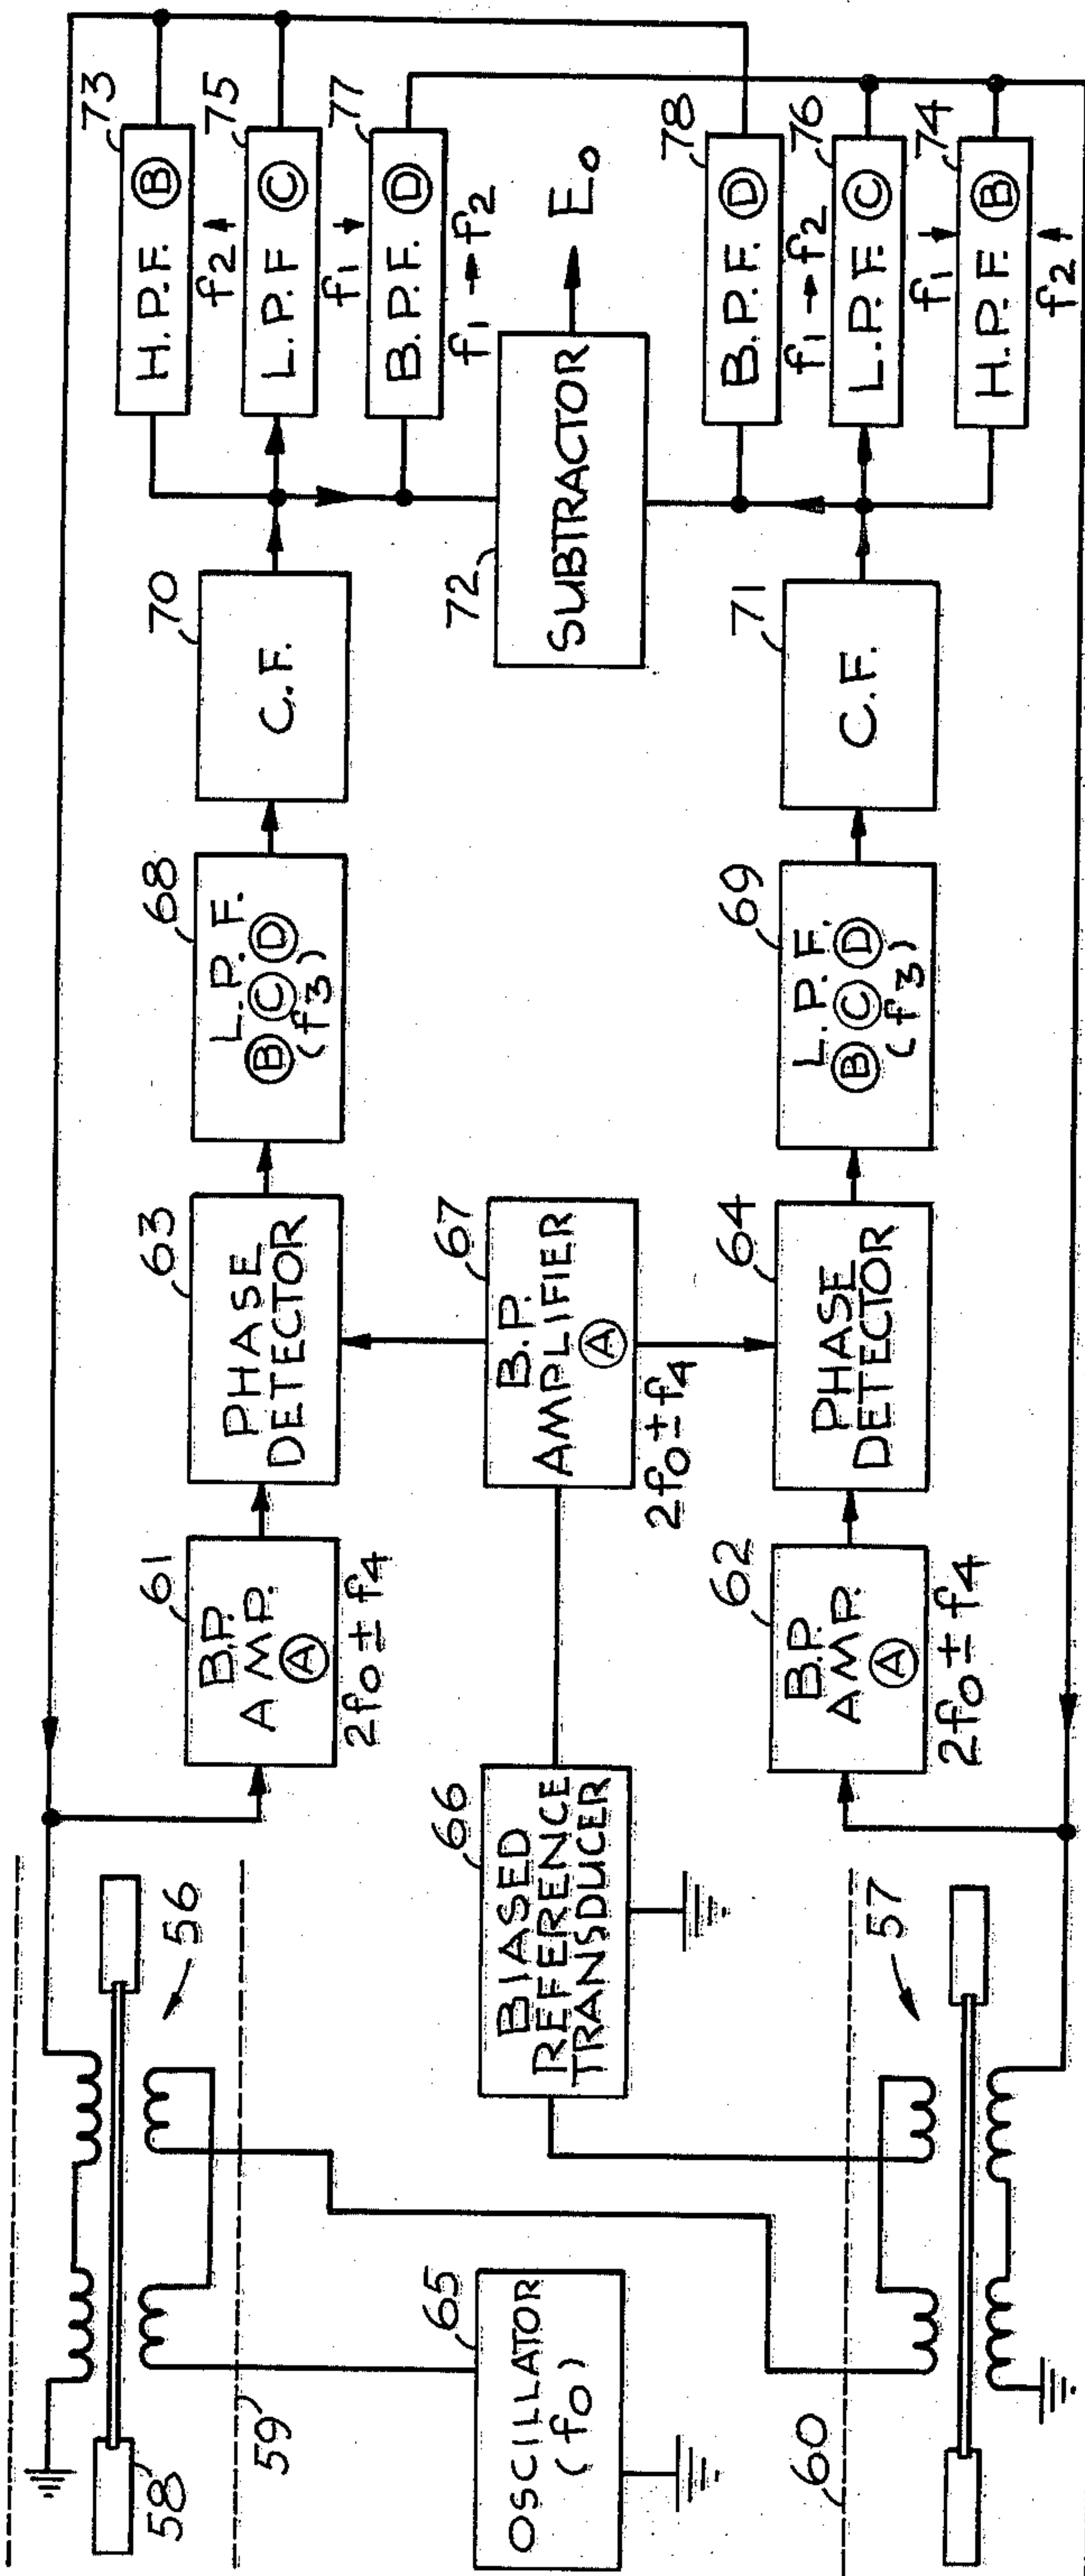 58
56
59
OSCILLATOR
(f0)
65
BIASED
REFERENCE
TRANSDUCER
66
60
57
B.P.
AMP.
Ⓐ
61
2f0±f4
B.P.
AMP.
Ⓐ
62
2f0±f4
PHASE
DETECTOR
63
B.P.
AMPLIFIER
Ⓐ
67
2f0±f4
PHASE
DETECTOR
64
L.P.F.
Ⓑ Ⓒ Ⓓ
(f3)
68
L.P.F.
Ⓑ Ⓒ Ⓓ
(f3)
69
C.F.
70
C.F.
71
SUBTRACTOR
72
E0
H.P.F. Ⓑ
73
f2
L.P.F Ⓒ
75
f1
B.P.F. Ⓓ
77
f1→f2
B.P.F. Ⓓ
78
f1→f2
L.P.F. Ⓒ
76
f1
H.P.F. Ⓑ
74
f2